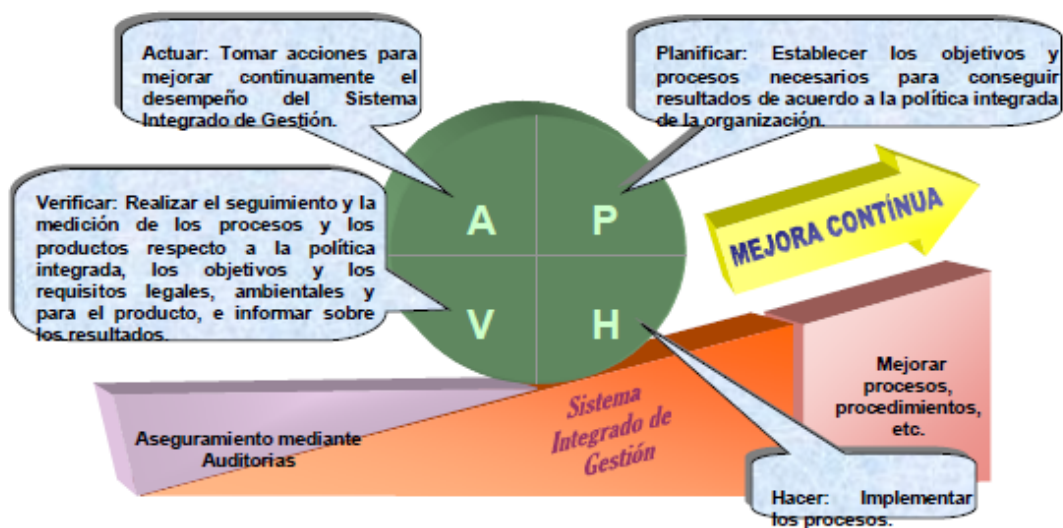 Actuar: Tomar acciones para
mejorar continuamente el
desempeño del Sistema
Integrado de Gestión.
Planificar: Establecer los objetivos y
procesos necesarios para conseguir
resultados de acuerdo a la política integrada
de la organización.
Verificar: Realizar el seguimiento y la
medición de los procesos y los
productos respecto a la política
integrada, los objetivos y los
requisitos legales, ambientales y
para el producto, e informar sobre
los resultados.
A
P
V
H
MEJORA CONTÍNUA
Aseguramiento mediante
Auditorias
Sistema
Integrado de
Gestión
Mejorar
procesos,
procedimientos,
etc.
Hacer: Implementar
los procesos.